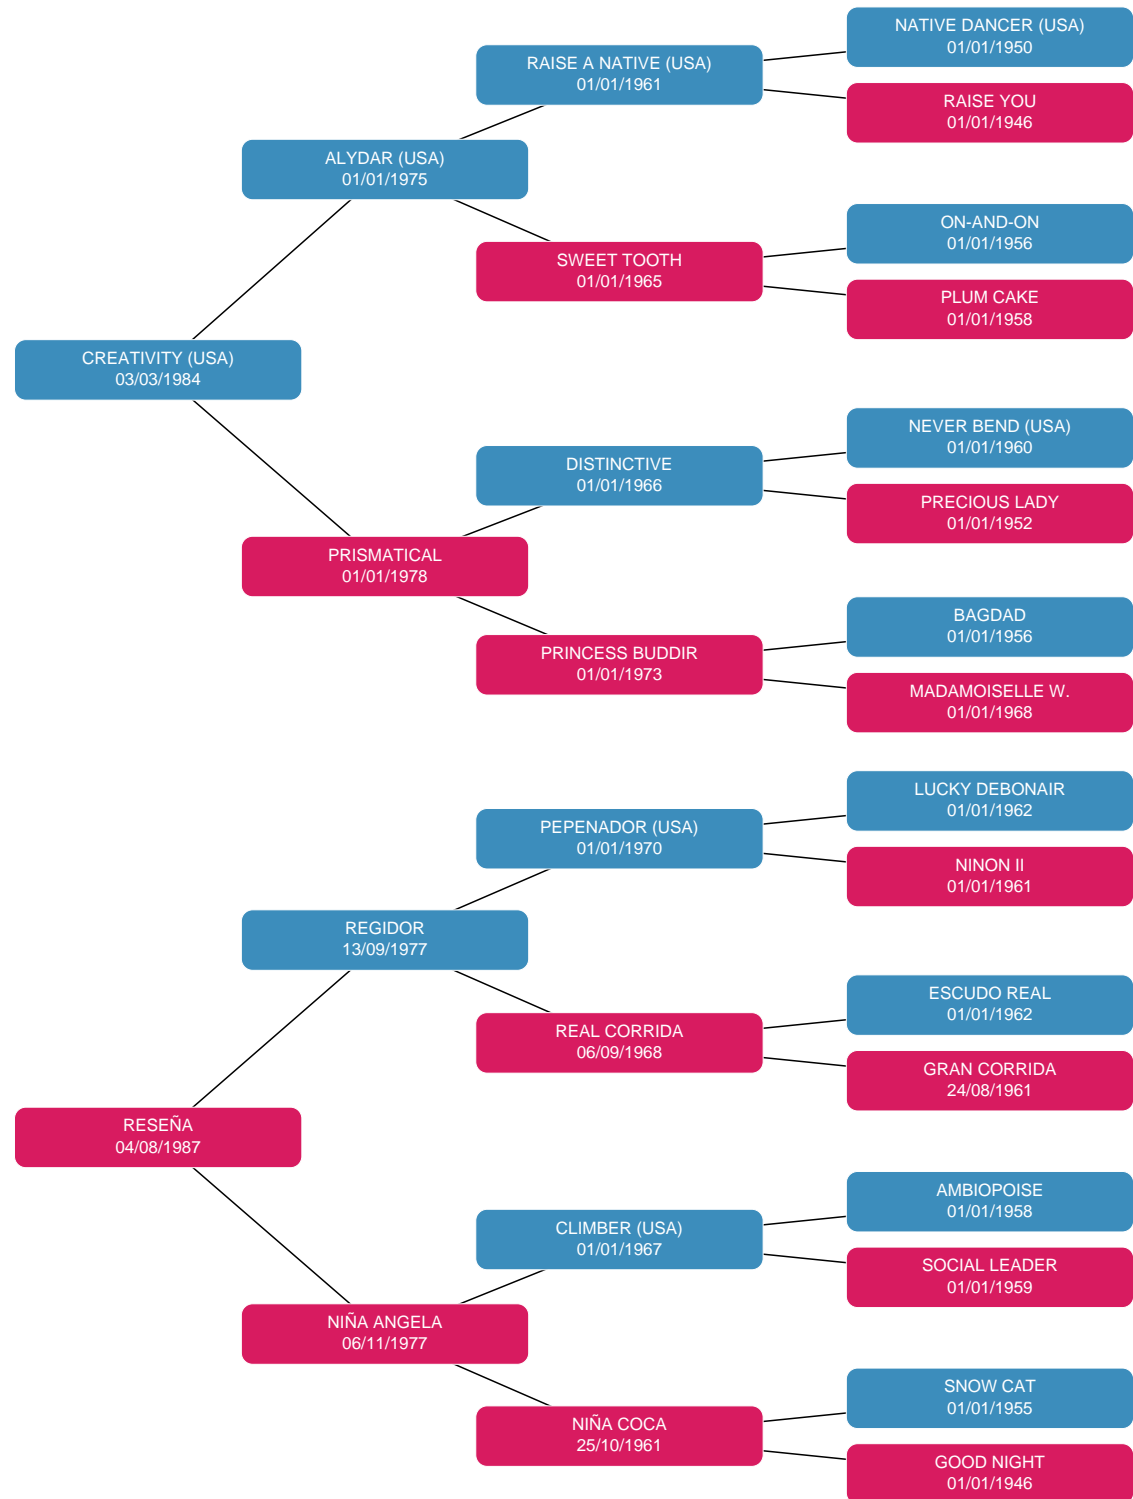 NATIVE DANCER (USA)
01/01/1950
RAISE A NATIVE (USA)
01/01/1961
RAISE YOU
01/01/1946
ALYDAR (USA)
01/01/1975
ON-AND-ON
01/01/1956
SWEET TOOTH
01/01/1965
PLUM CAKE
01/01/1958
CREATIVITY (USA)
03/03/1984
NEVER BEND (USA)
01/01/1960
DISTINCTIVE
01/01/1966
PRECIOUS LADY
01/01/1952
PRISMATICAL
01/01/1978
BAGDAD
01/01/1956
PRINCESS BUDDIR
01/01/1973
MADAMOISELLE W.
01/01/1968
LUCKY DEBONAIR
01/01/1962
PEPENADOR (USA)
01/01/1970
NINON II
01/01/1961
REGIDOR
13/09/1977
ESCUDO REAL
01/01/1962
REAL CORRIDA
06/09/1968
GRAN CORRIDA
24/08/1961
RESEÑA
04/08/1987
AMBIOPOISE
01/01/1958
CLIMBER (USA)
01/01/1967
SOCIAL LEADER
01/01/1959
NIÑA ANGELA
06/11/1977
SNOW CAT
01/01/1955
NIÑA COCA
25/10/1961
GOOD NIGHT
01/01/1946